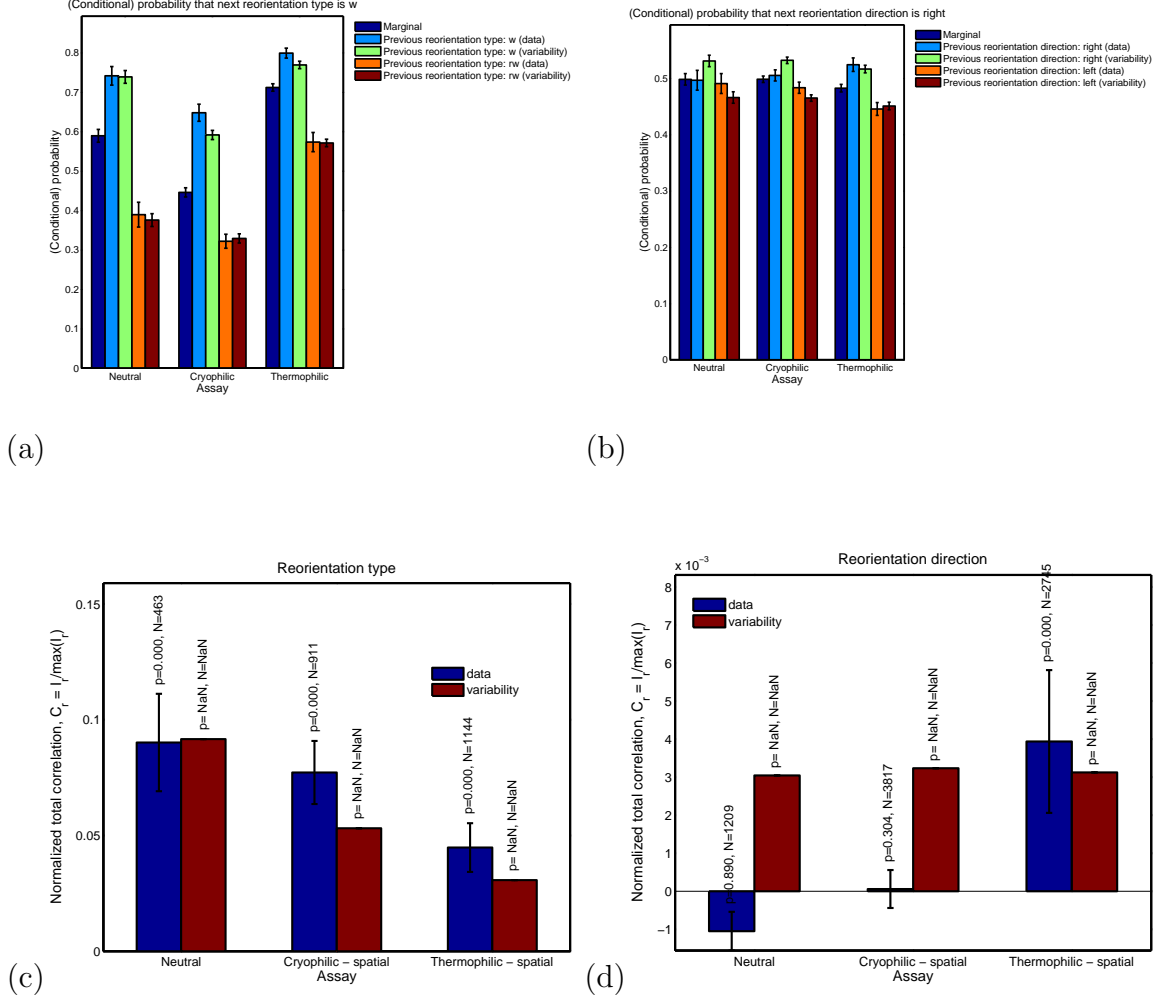 (Conditional) probability that next reorientation type is w
Marginal
Previous reorientation type: w (data)
Previous reorientation type: w (variability)
Previous reorientation type: rw (data)
Previous reorientation type: rw (variability)
(Conditional) probability
0.8
0.7
0.6
0.5
0.4
0.3
0.2
0.1
0
Neutral Cryophilic Thermophilic
Assay
(a)
(Conditional) probability that next reorientation direction is right
Marginal
Previous reorientation direction: right (data)
Previous reorientation direction: right (variability)
Previous reorientation direction: left (data)
Previous reorientation direction: left (variability)
(Conditional) probability
0.5
0.4
0.3
0.2
0.1
0
Neutral Cryophilic Thermophilic
Assay
(b)
Reorientation type
Normalized total correlation, C_r = I_r/max(I_r)
0.15
0.1
0.05
0
p=0.000, N=463
p= NaN, N=NaN
p=0.000, N=911
p= NaN, N=NaN
p=0.000, N=1144
p= NaN, N=NaN
data
variability
Neutral Cryophilic − spatial Thermophilic − spatial
Assay
(c)
Reorientation direction
x 10⁻³
Normalized total correlation, C_r = I_r/max(I_r)
8
7
6
5
4
3
2
1
0
−1
data
variability
p=0.890, N=1209
p= NaN, N=NaN
p=0.304, N=3817
p= NaN, N=NaN
p=0.000, N=2745
p= NaN, N=NaN
Neutral Cryophilic − spatial Thermophilic − spatial
Assay
(d)